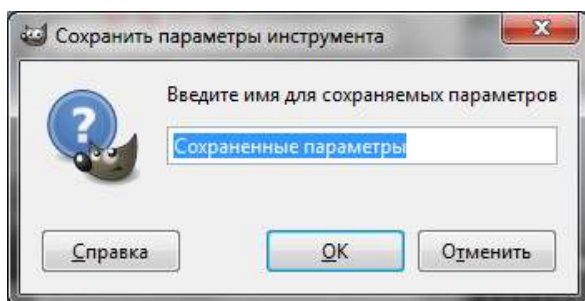 Сохранить параметры инструмента
Введите имя для сохраняемых параметров
Сохраненные параметры
Справка
OK
Отменить